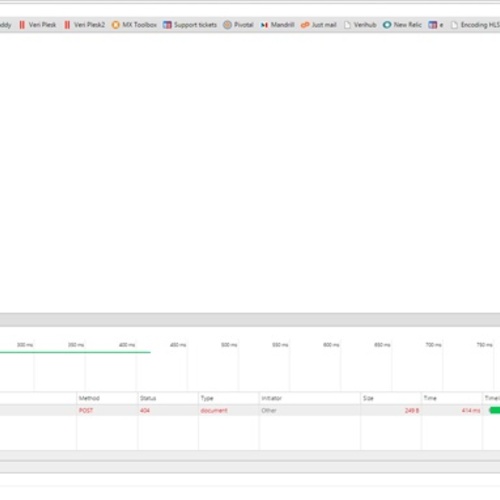 ddy Veri Plesk Veri Plesk2 MX Toolbox Support tickets Pivotal Mandrill Just mail Verihub New Relic e Encoding HLS
300 ms 350 ms 400 ms 450 ms 500 ms 550 ms 600 ms 650 ms 700 ms 750 ms
Method Status Type Initiator Size Time Timel
POST 404 document Other 249 B 414 ms